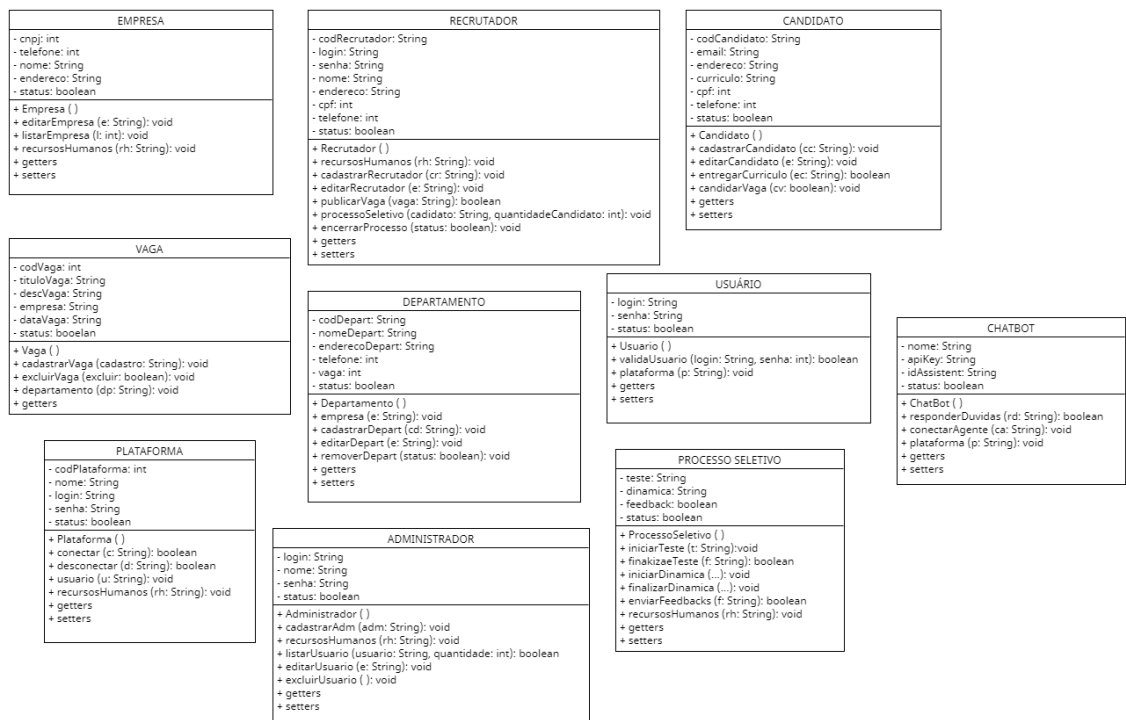 EMPRESA
- cnpj: int
- telefone: int
- nome: String
- endereco: String
- status: boolean
+ Empresa ( )
+ editarEmpresa (e: String): void
+ listarEmpresa (l: int): void
+ recursosHumanos (rh: String): void
+ getters
+ setters
RECRUTADOR
- codRecrutador: String
- login: String
- senha: String
- nome: String
- endereco: String
- cpf: int
- telefone: int
- status: boolean
+ Recrutador ( )
+ recursosHumanos (rh: String): void
+ cadastrarRecrutador (cr: String): void
+ editarRecrutador (e: String): void
+ publicarVaga (vaga: String): boolean
+ processoSeletivo (cadidato: String, quantidadeCandidato: int): void
+ encerrarProcesso (status: boolean): void
+ getters
+ setters
CANDIDATO
- codCandidato: String
- email: String
- endereco: String
- curriculo: String
- cpf: int
- telefone: int
- status: boolean
+ Candidato ( )
+ cadastrarCandidato (cc: String): void
+ editarCandidato (e: String): void
+ entregarCurriculo (ec: String): boolean
+ candidarVaga (cv: boolean): void
+ getters
+ setters
VAGA
- codVaga: int
- tituloVaga: String
- descVaga: String
- empresa: String
- dataVaga: String
- status: booelan
+ Vaga ( )
+ cadastrarVaga (cadastro: String): void
+ excluirVaga (excluir: boolean): void
+ departamento (dp: String): void
+ getters
DEPARTAMENTO
- codDepart: String
- nomeDepart: String
- enderecoDepart: String
- telefone: int
- vaga: int
- status: boolean
+ Departamento ( )
+ empresa (e: String): void
+ cadastrarDepart (cd: String): void
+ editarDepart (e: String): void
+ removerDepart (status: boolean): void
+ getters
+ setters
USUÁRIO
- login: String
- senha: String
- status: boolean
+ Usuario ( )
+ validaUsuario (login: String, senha: int): boolean
+ plataforma (p: String): void
+ getters
+ setters
CHATBOT
- nome: String
- apiKey: String
- idAssistent: String
- status: boolean
+ ChatBot ( )
+ responderDuvidas (rd: String): boolean
+ conectarAgente (ca: String): void
+ plataforma (p: String): void
+ getters
+ setters
PLATAFORMA
- codPlataforma: int
- nome: String
- login: String
- senha: String
- status: boolean
+ Plataforma ( )
+ conectar (c: String): boolean
+ desconectar (d: String): boolean
+ usuario (u: String): void
+ recursosHumanos (rh: String): void
+ getters
+ setters
ADMINISTRADOR
- login: String
- nome: String
- senha: String
- status: boolean
+ Administrador ( )
+ cadastrarAdm (adm: String): void
+ recursosHumanos (rh: String): void
+ listarUsuario (usuario: String, quantidade: int): boolean
+ editarUsuario (e: String): void
+ excluirUsuario ( ): void
+ getters
+ setters
PROCESSO SELETIVO
- teste: String
- dinamica: String
- feedback: boolean
- status: boolean
+ ProcessoSeletivo ( )
+ iniciarTeste (t: String):void
+ finakizaeTeste (f: String): boolean
+ iniciarDinamica (...): void
+ finalizarDinamica (...): void
+ enviarFeedbacks (f: String): boolean
+ recursosHumanos (rh: String): void
+ getters
+ setters